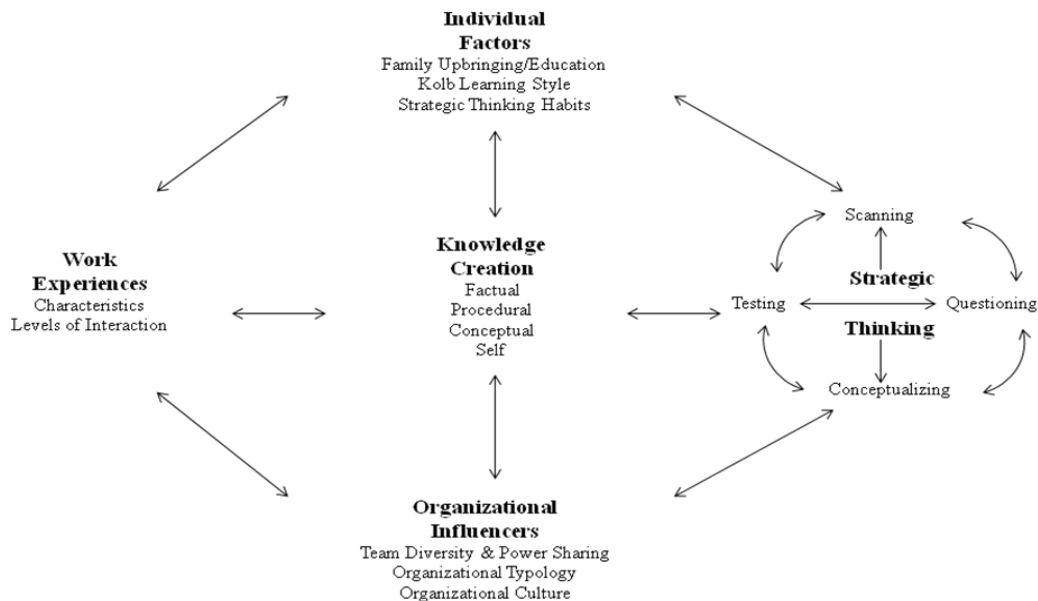 Individual
Factors
Family Upbringing/Education
Kolb Learning Style
Strategic Thinking Habits
Work
Experiences
Characteristics
Levels of Interaction
Knowledge
Creation
Factual
Procedural
Conceptual
Self
Scanning
Strategic
Testing
Questioning
Thinking
Conceptualizing
Organizational
Influencers
Team Diversity & Power Sharing
Organizational Typology
Organizational Culture